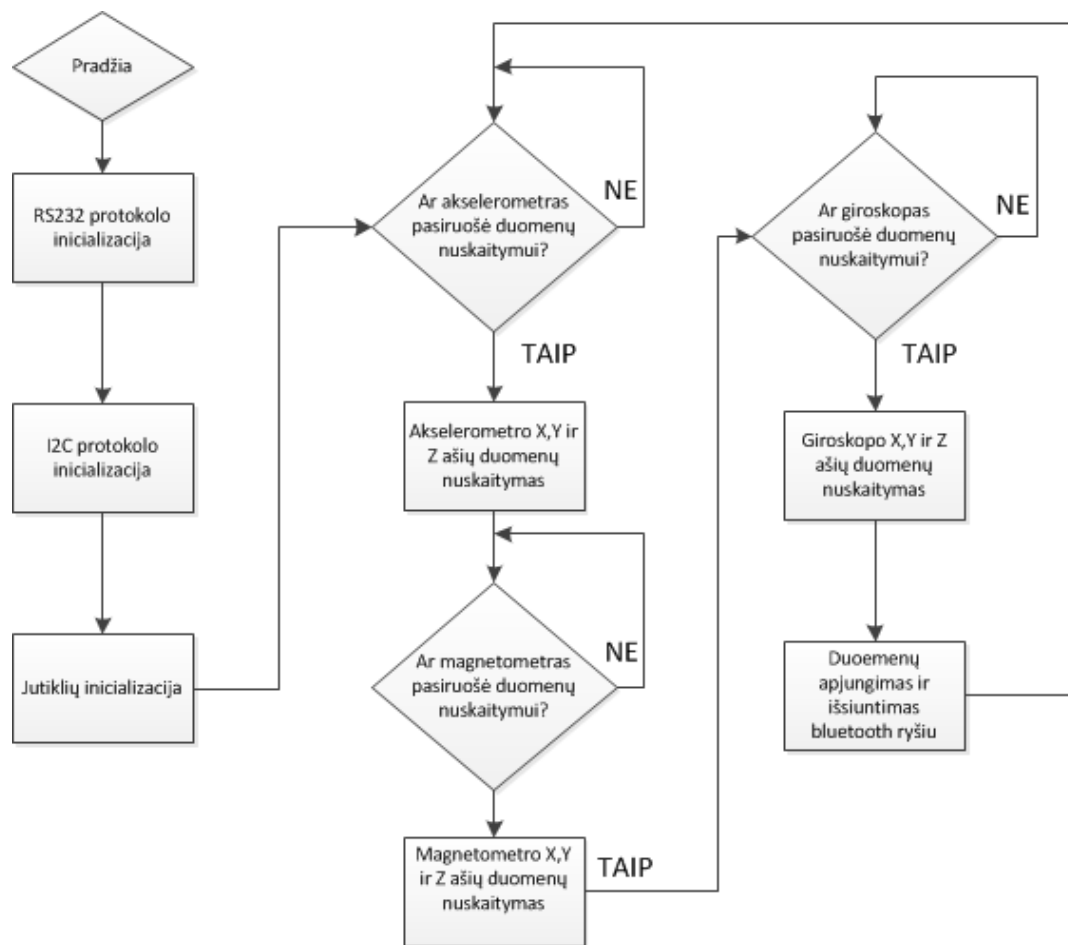 Pradžia
RS232 protokolo
inicializacija
I2C protokolo
inicializacija
Jutiklių inicializacija
Ar akselerometras
pasiruošė duomenų
nuskaitymui?
NE
TAIP
Akselerometro X,Y ir
Z ašių duomenų
nuskaitymas
Ar magnetometras
pasiruošė duomenų
nuskaitymui?
NE
Magnetometro X,Y
ir Z ašių duomenų
nuskaitymas
TAIP
Ar giroskopas
pasiruošė duomenų
nuskaitymui?
NE
TAIP
Giroskopo X,Y ir Z
ašių duomenų
nuskaitymas
Duoemenų
apjungimas ir
išsiuntimas
bluetooth ryšiu